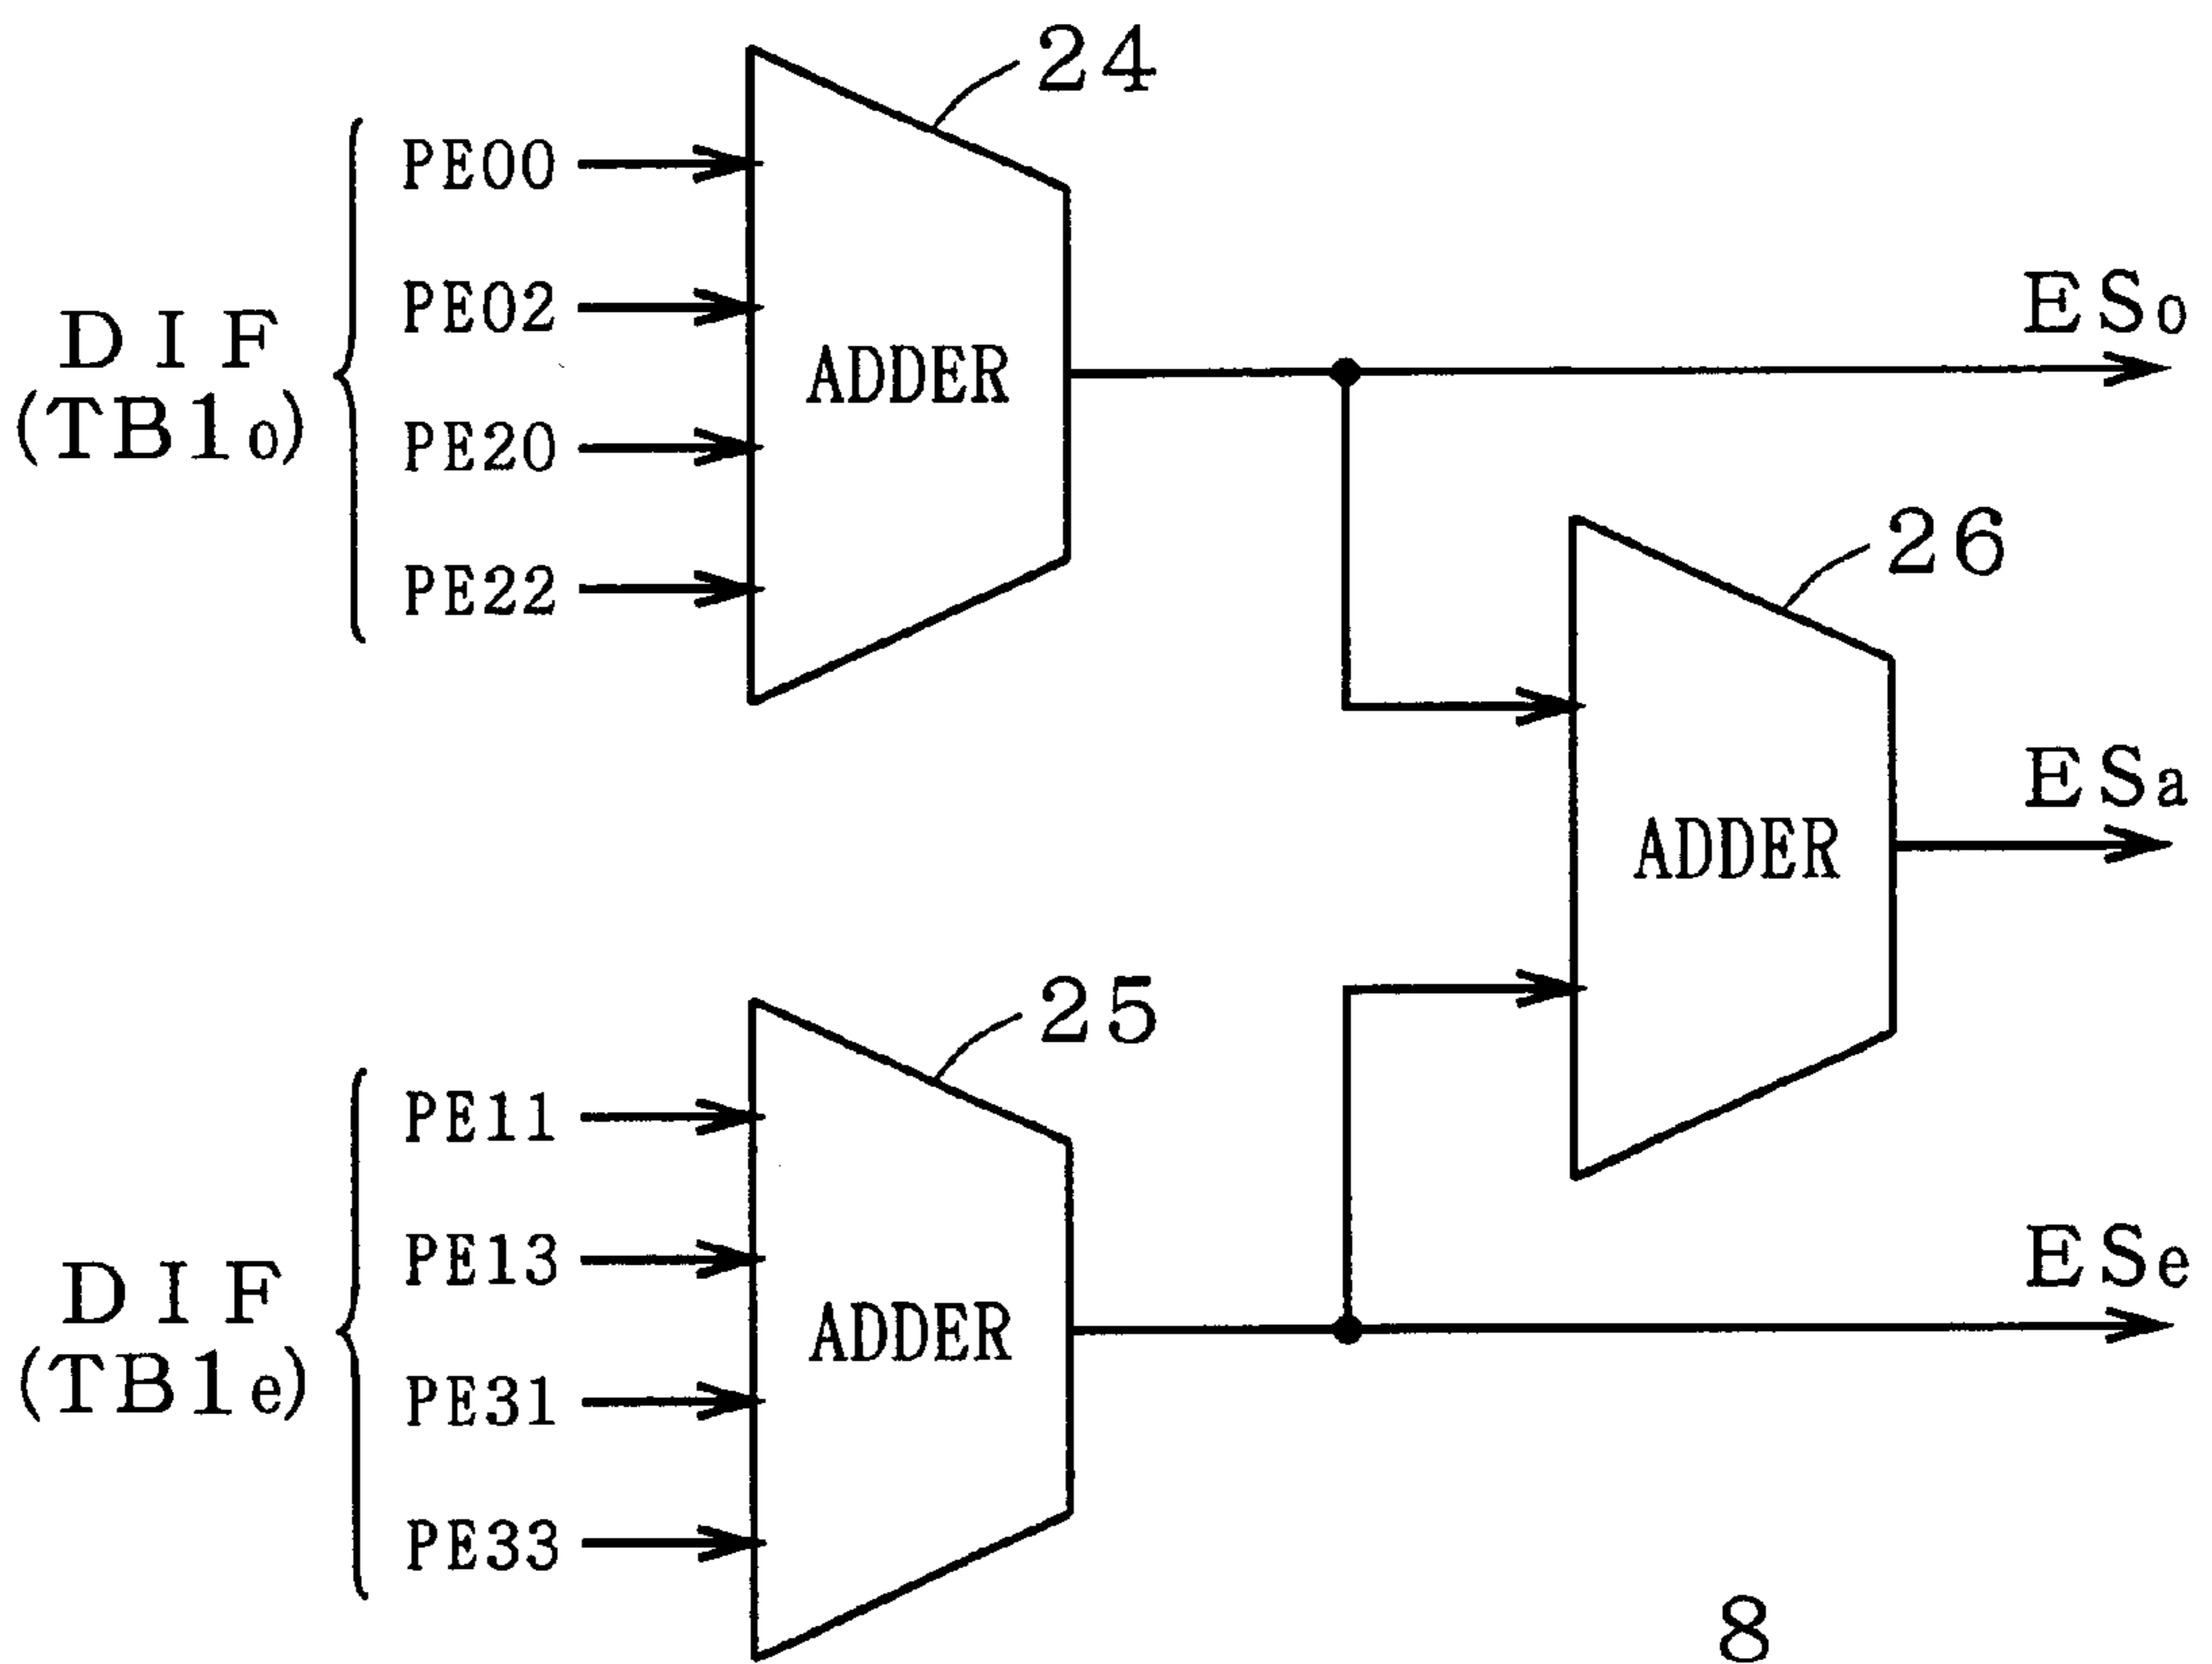 24
PE00
PE02
PE20
PE22
DIF
(TB1o)
ADDER
ESo
26
ADDER
ESa
25
PE11
PE13
PE31
PE33
DIF
(TB1e)
ADDER
ESe
8